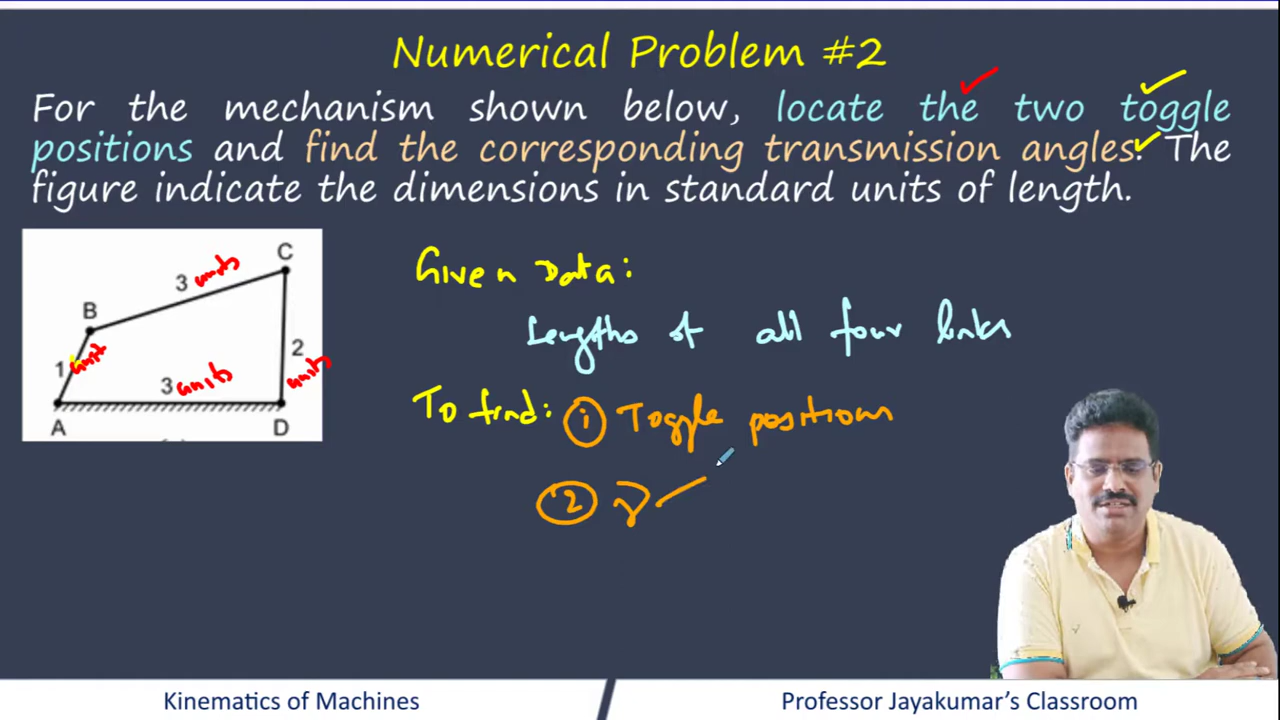 Numerical Problem #2
For the mechanism shown below, locate the two toggle
positions and find the corresponding transmission angles. The
figure indicate the dimensions in standard units of length.
C
3 units
B
1 unit
2 units
3 units
A
D
Given Data:
Lengths of all four links
To find: 1 Toggle positions
2 γ
Kinematics of Machines
Professor Jayakumar's Classroom